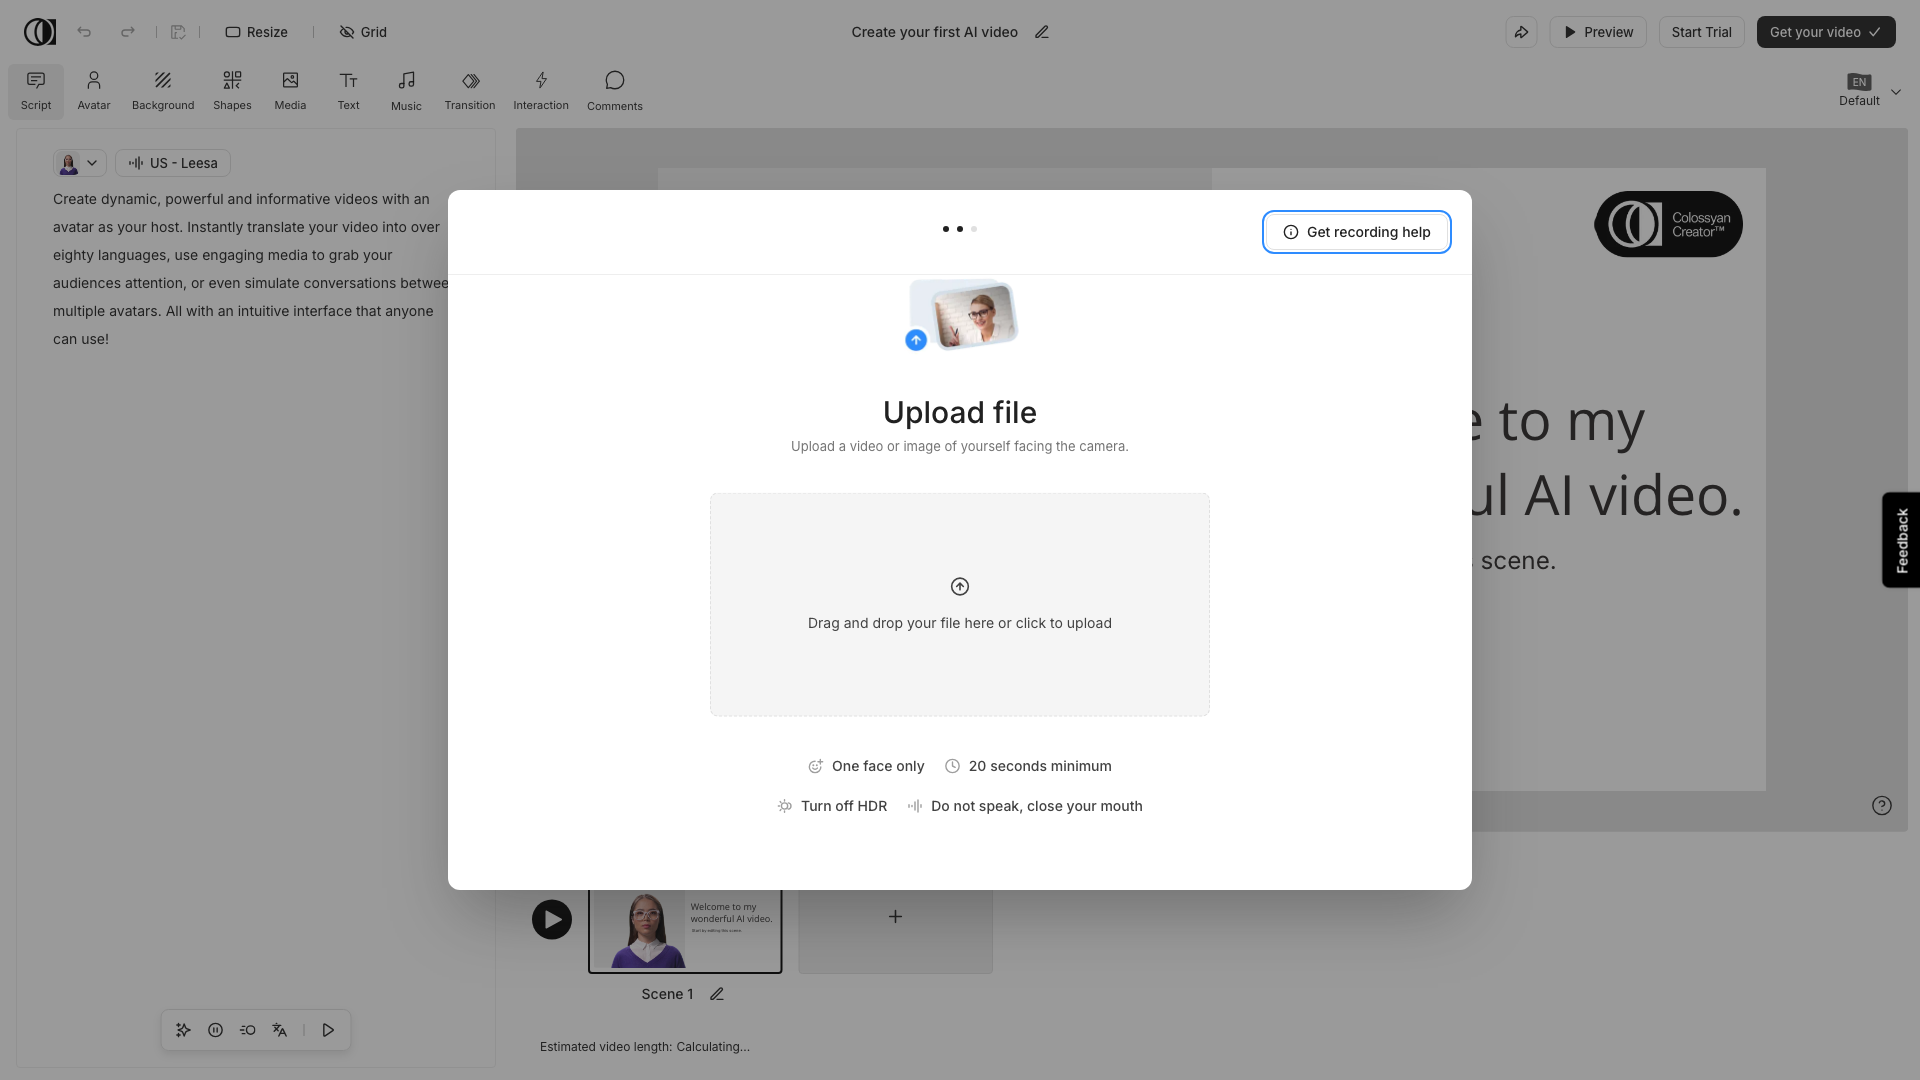 Resize
Grid
Create your first AI video
Preview
Start Trial
Get your video
Script
Avatar
Background
Shapes
Media
Text
Music
Transition
Interaction
Comments
EN
Default
US - Leesa
Create dynamic, powerful and informative videos with an
avatar as your host. Instantly translate your video into over
eighty languages, use engaging media to grab your
audiences attention, or even simulate conversations betwee
multiple avatars. All with an intuitive interface that anyone
can use!
Get recording help
Colossyan
Creator™
Upload file
Upload a video or image of yourself facing the camera.
Drag and drop your file here or click to upload
One face only
20 seconds minimum
Turn off HDR
Do not speak, close your mouth
e to my
ul AI video.
scene.
Feedback
Welcome to my
wonderful AI video.
Start by editing this scene.
Scene 1
Estimated video length: Calculating...